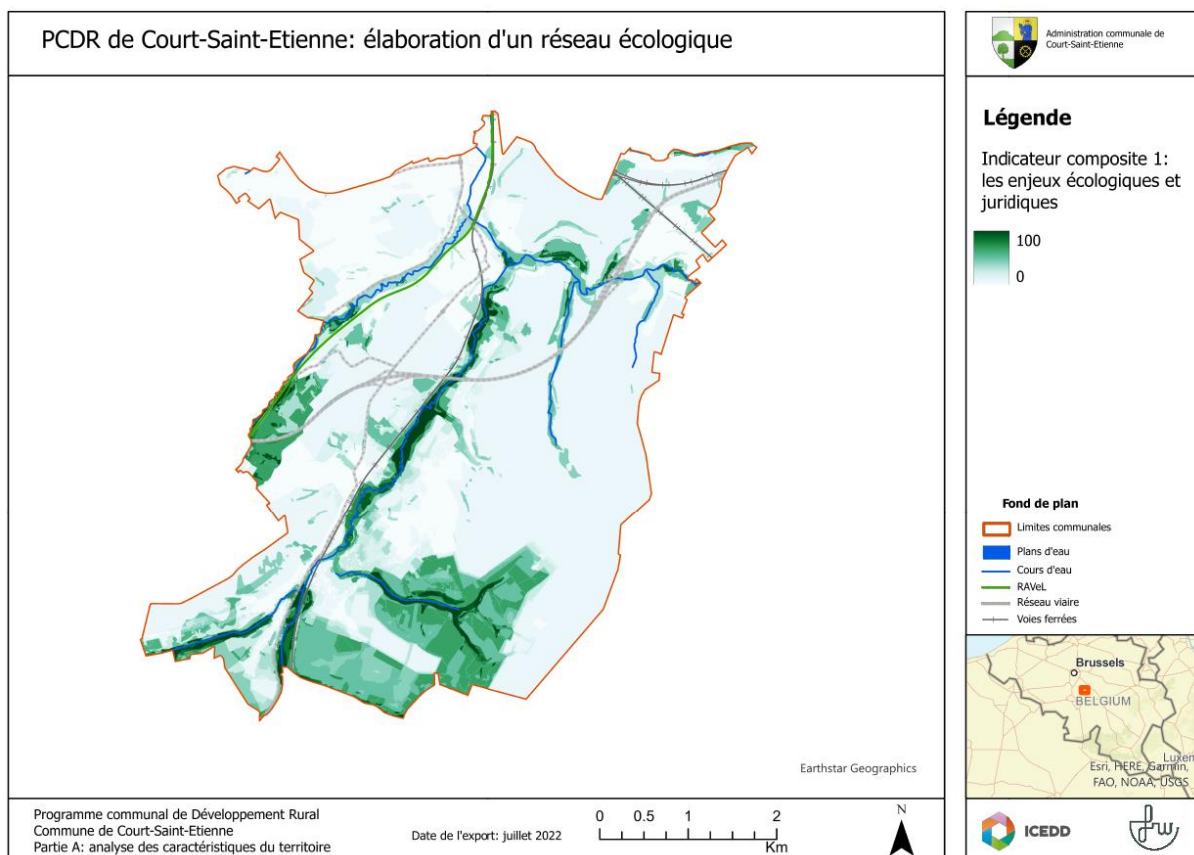 PCDR de Court-Saint-Etienne: élaboration d'un réseau écologique
Administration communale de
Court-Saint-Etienne
Légende
Indicateur composite 1:
les enjeux écologiques et
juridiques
100
0
Fond de plan
Limites communales
Plans d'eau
Cours d'eau
RAVeL
Réseau viaire
Voies ferrées
Brussels
BELGIUM
Luxem
Esri, HERE, Garmin,
FAO, NOAA, USGS
Earthstar Geographics
Programme communal de Développement Rural
Commune de Court-Saint-Etienne
Partie A: analyse des caractéristiques du territoire
Date de l'export: juillet 2022
0 0.5 1 2
Km
N
ICEDD